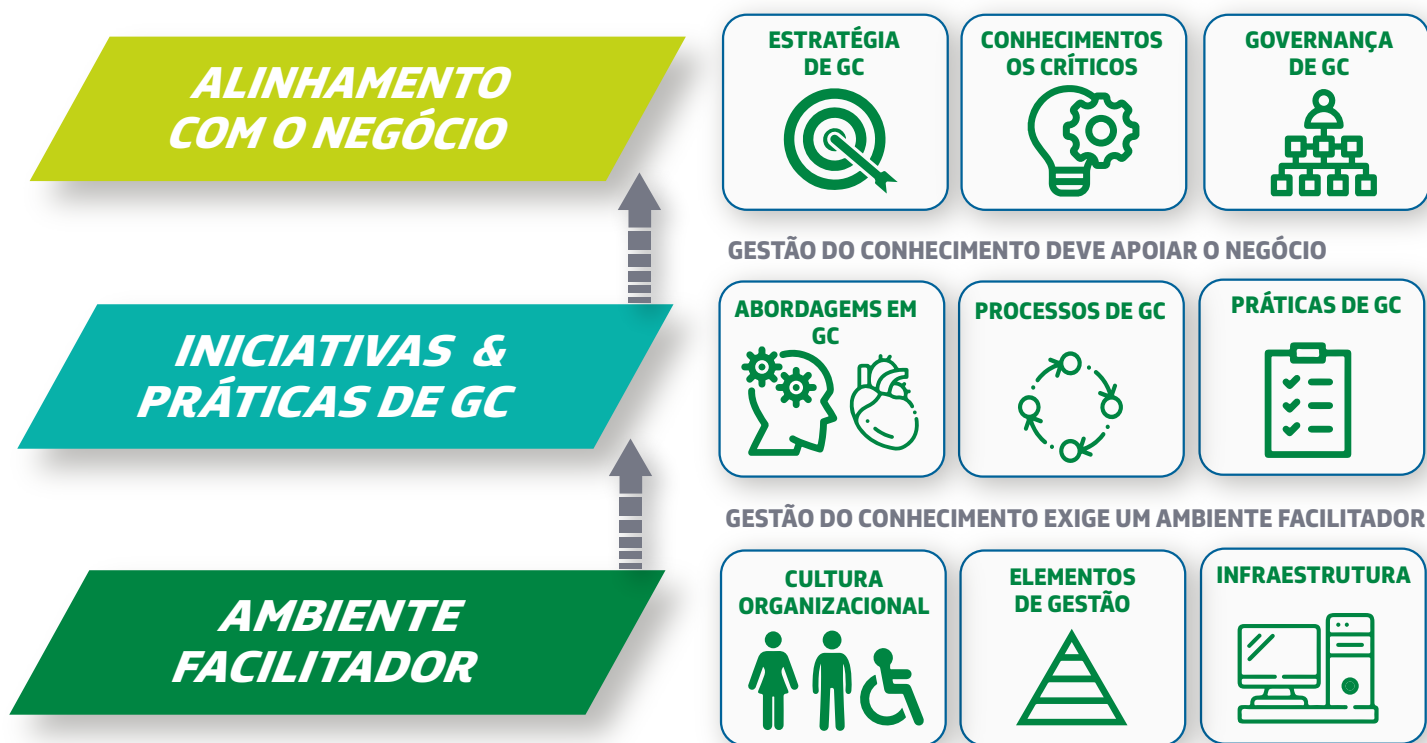 ALINHAMENTO
COM O NEGÓCIO
ESTRATÉGIA
DE GC
CONHECIMENTOS
OS CRÍTICOS
GOVERNANÇA
DE GC
GESTÃO DO CONHECIMENTO DEVE APOIAR O NEGÓCIO
INICIATIVAS &
PRÁTICAS DE GC
ABORDAGEMS EM
GC
PROCESSOS DE GC
PRÁTICAS DE GC
GESTÃO DO CONHECIMENTO EXIGE UM AMBIENTE FACILITADOR
AMBIENTE
FACILITADOR
CULTURA
ORGANIZACIONAL
ELEMENTOS
DE GESTÃO
INFRAESTRUTURA